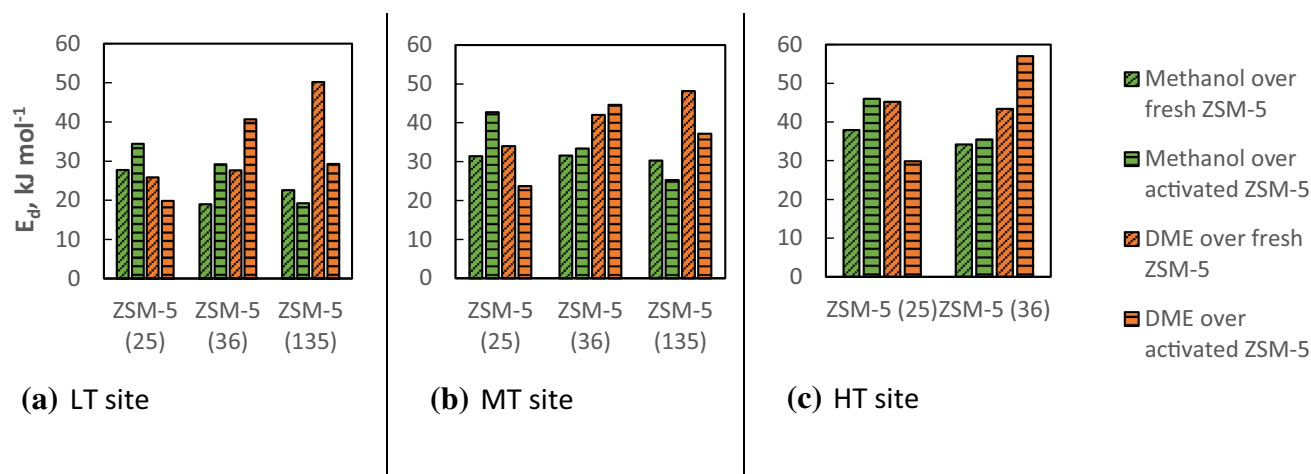 E_d, kJ mol⁻¹
60
50
40
30
20
10
0
ZSM-5
(25)
ZSM-5
(36)
ZSM-5
(135)
(a) LT site
60
50
40
30
20
10
0
ZSM-5
(25)
ZSM-5
(36)
ZSM-5
(135)
(b) MT site
60
50
40
30
20
10
0
ZSM-5 (25)
ZSM-5 (36)
(c) HT site
Methanol over
fresh ZSM-5
Methanol over
activated ZSM-5
DME over fresh
ZSM-5
DME over
activated ZSM-5